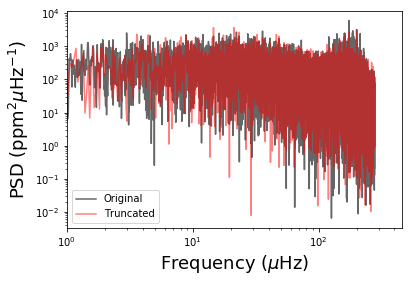 PSD (ppm²μHz⁻¹)
10⁴
10³
10²
10¹
10⁰
10⁻¹
10⁻²
Original
Truncated
10⁰
10¹
10²
Frequency (μHz)